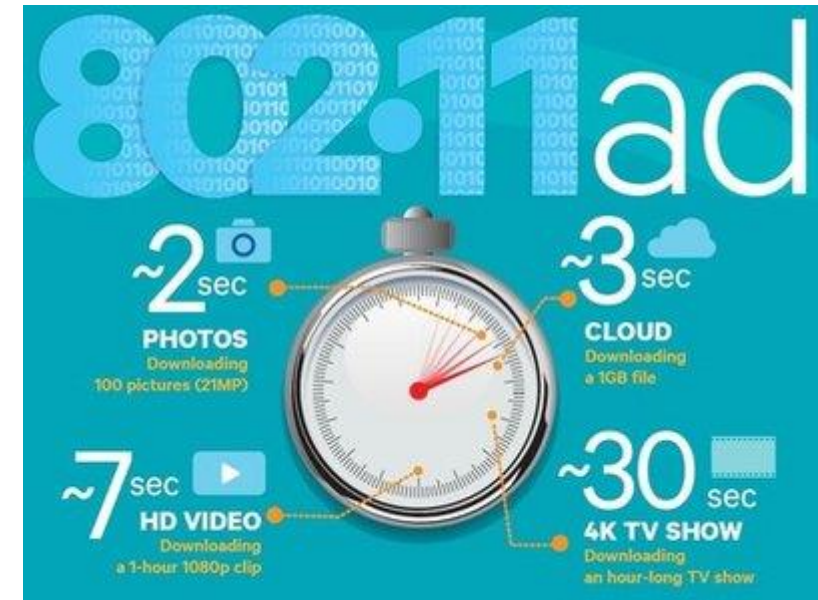 802.11ad
~2 sec
PHOTOS
Downloading
100 pictures (21MP)
~3 sec
CLOUD
Downloading
a 1GB file
~7 sec
HD VIDEO
Downloading
a 1-hour 1080p clip
~30 sec
4K TV SHOW
Downloading
an hour-long TV show